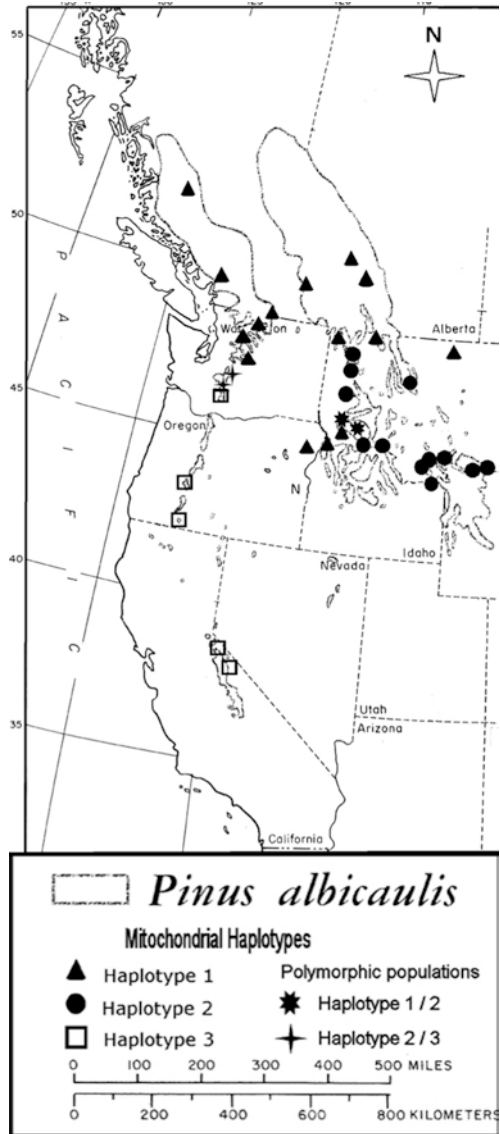 55
N
50
P
A
C
I
F
I
C
Alberta
45
Oregon
N
Idaho
40
Nevada
35
Utah
Arizona
California
Pinus albicaulis
Mitochondrial Haplotypes
Haplotype 1
Haplotype 2
Haplotype 3
Polymorphic populations
Haplotype 1 / 2
Haplotype 2 / 3
0 100 200 300 400 500 MILES
0 200 400 600 800 KILOMETERS